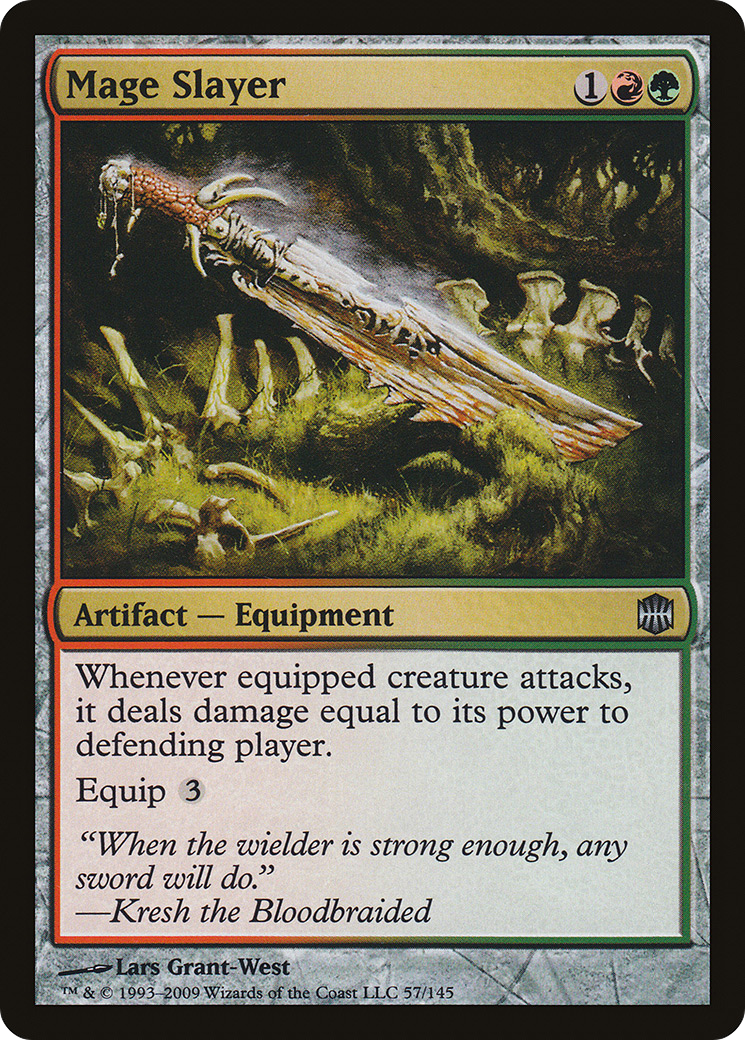 Mage Slayer 1
Artifact — Equipment
Whenever equipped creature attacks,
it deals damage equal to its power to
defending player.
Equip 3
“When the wielder is strong enough, any
sword will do.”
—Kresh the Bloodbraided
Lars Grant-West
™ & © 1993–2009 Wizards of the Coast LLC 57/145